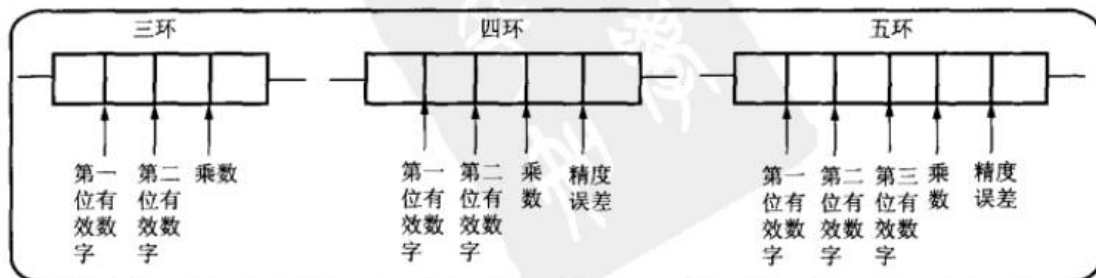 三环
四环
五环
第一位有效数字
第二位有效数字
乘数
第一位有效数字
第二位有效数字
乘数
精度误差
第一位有效数字
第二位有效数字
第三位有效数字
乘数
精度误差